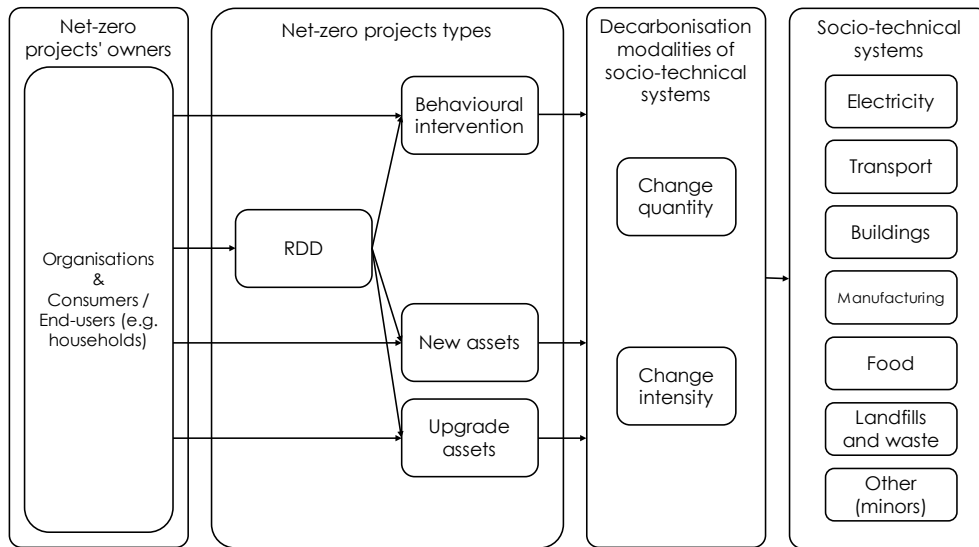 Net-zero
projects' owners
Organisations
&
Consumers /
End-users (e.g.
households)
Net-zero projects types
Behavioural
intervention
RDD
New assets
Upgrade
assets
Decarbonisation
modalities of
socio-technical
systems
Change
quantity
Change
intensity
Socio-technical
systems
Electricity
Transport
Buildings
Manufacturing
Food
Landfills
and waste
Other
(minors)